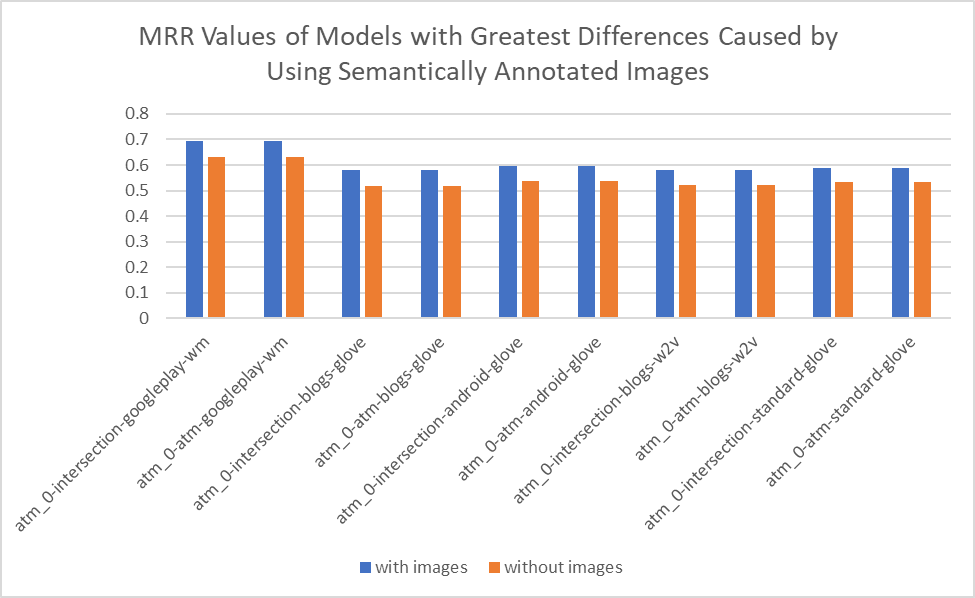 MRR Values of Models with Greatest Differences Caused by
Using Semantically Annotated Images
0.8
0.7
0.6
0.5
0.4
0.3
0.2
0.1
0
atm_0-intersection-googleplay-wm
atm_0-atm-googleplay-wm
atm_0-intersection-blogs-glove
atm_0-atm-blogs-glove
atm_0-intersection-android-glove
atm_0-atm-android-glove
atm_0-intersection-blogs-w2v
atm_0-atm-blogs-w2v
atm_0-intersection-standard-glove
atm_0-atm-standard-glove
with images
without images